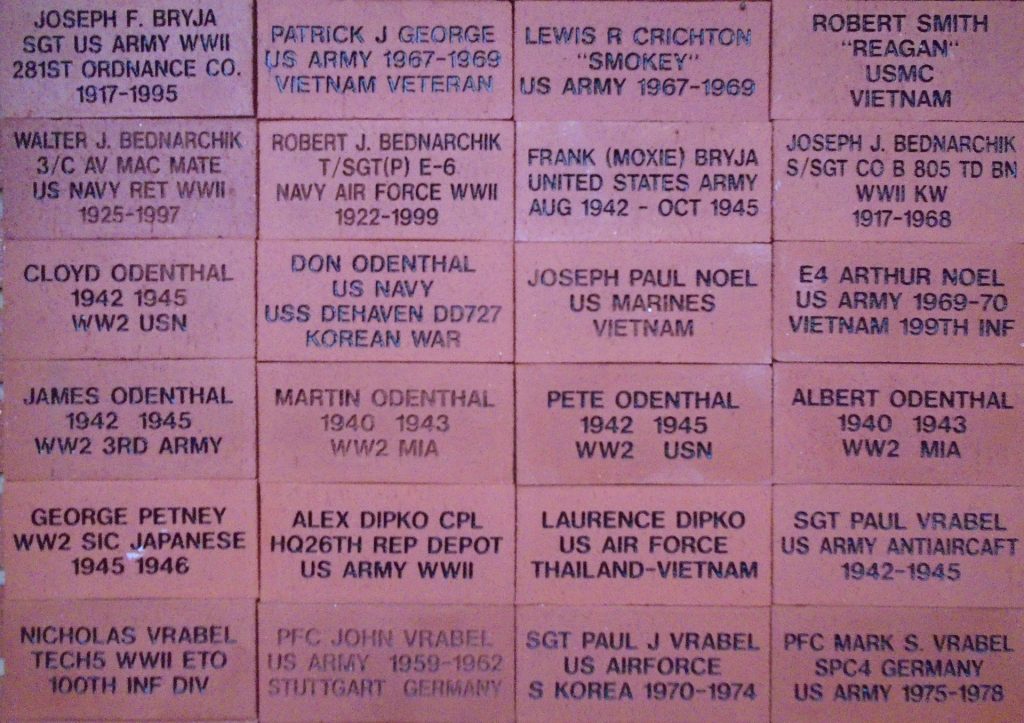 JOSEPH F. BRYJA
SGT US ARMY WWII
281ST ORDNANCE CO.
1917-1995
PATRICK J GEORGE
US ARMY 1967-1969
VIETNAM VETERAN
LEWIS R CRICHTON
"SMOKEY"
US ARMY 1967-1969
ROBERT SMITH
"REAGAN"
USMC
VIETNAM
WALTER J. BEDNARCHIK
3/C AV MAC MATE
US NAVY RET WWII
1925-1997
ROBERT J. BEDNARCHIK
T/SGT(P) E-6
NAVY AIR FORCE WWII
1922-1999
FRANK (MOXIE) BRYJA
UNITED STATES ARMY
AUG 1942 - OCT 1945
JOSEPH J. BEDNARCHIK
S/SGT CO B 805 TD BN
WWII KW
1917-1968
CLOYD ODENTHAL
1942 1945
WW2 USN
DON ODENTHAL
US NAVY
USS DEHAVEN DD727
KOREAN WAR
JOSEPH PAUL NOEL
US MARINES
VIETNAM
E4 ARTHUR NOEL
US ARMY 1969-70
VIETNAM 199TH INF
JAMES ODENTHAL
1942 1945
WW2 3RD ARMY
MARTIN ODENTHAL
1940 1943
WW2 MIA
PETE ODENTHAL
1942 1945
WW2 USN
ALBERT ODENTHAL
1940 1943
WW2 MIA
GEORGE PETNEY
WW2 SIC JAPANESE
1945 1946
ALEX DIPKO CPL
HQ26TH REP DEPOT
US ARMY WWII
LAURENCE DIPKO
US AIR FORCE
THAILAND-VIETNAM
SGT PAUL VRABEL
US ARMY ANTIAIRCAFT
1942-1945
NICHOLAS VRABEL
TECH5 WWII ETO
100TH INF DIV
PFC JOHN VRABEL
US ARMY 1959-1962
STUTTGART GERMANY
SGT PAUL J VRABEL
US AIRFORCE
S KOREA 1970-1974
PFC MARK S. VRABEL
SPC4 GERMANY
US ARMY 1975-1978